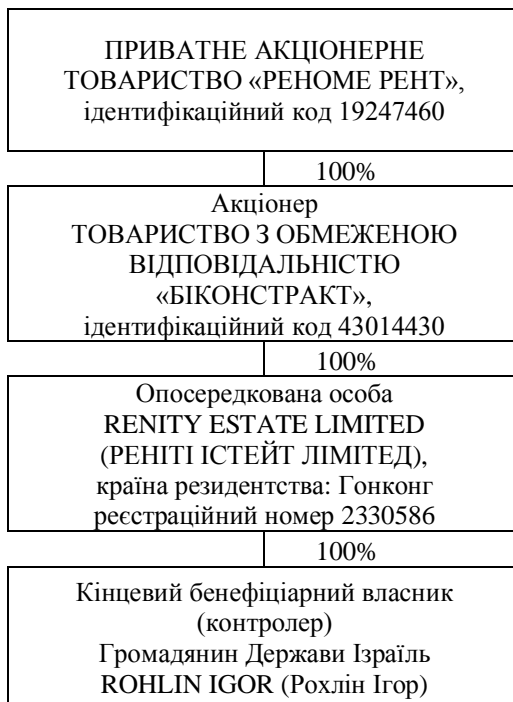 ПРИВАТНЕ АКЦІОНЕРНЕ
ТОВАРИСТВО «РЕНОМЕ РЕНТ»,
ідентифікаційний код 19247460
100%
Акціонер
ТОВАРИСТВО З ОБМЕЖЕНОЮ
ВІДПОВІДАЛЬНІСТЮ
«БІКОНСТРАКТ»,
ідентифікаційний код 43014430
100%
Опосередкована особа
RENITY ESTATE LIMITED
(РЕНІТІ ІСТЕЙТ ЛІМІТЕД),
країна резидентства: Гонконг
реєстраційний номер 2330586
100%
Кінцевий бенефіціарний власник
(контролер)
Громадянин Держави Ізраїль
ROHLIN IGOR (Рохлін Ігор)